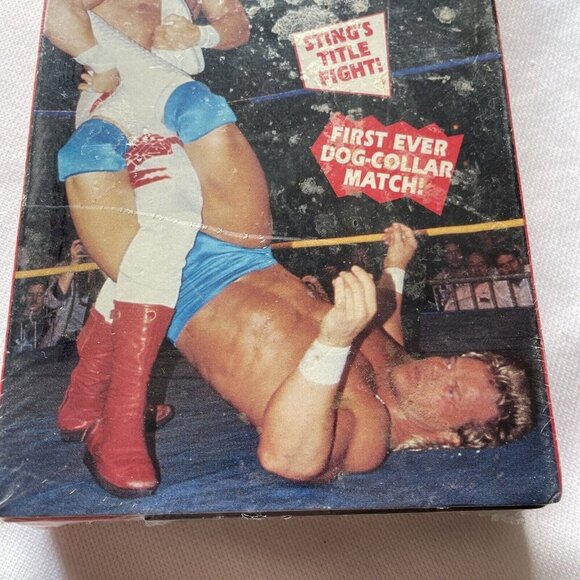 STING'S
TITLE
FIGHT!
FIRST EVER
DOG-COLLAR
MATCH!